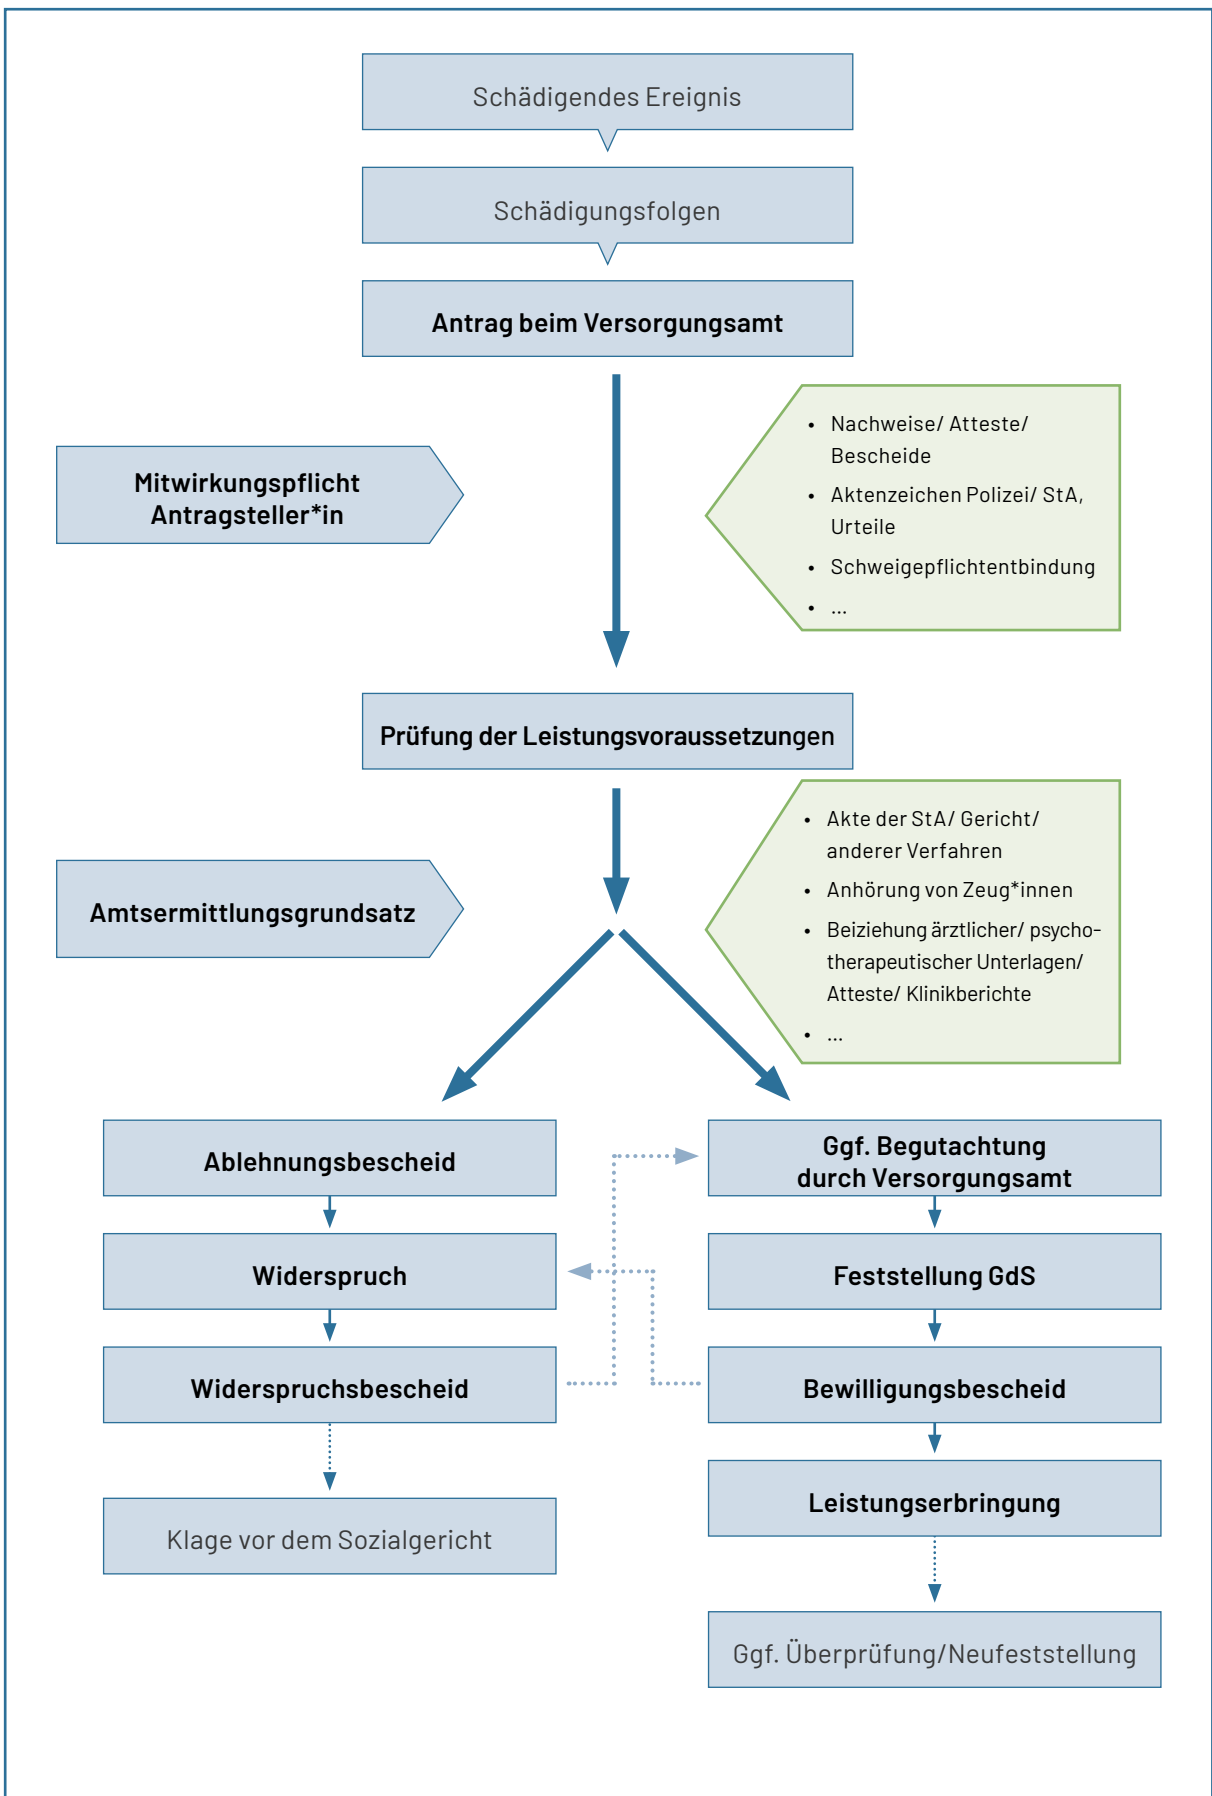 Schädigendes Ereignis
Schädigungsfolgen
Antrag beim Versorgungsamt
Mitwirkungspflicht
Antragsteller*in
• Nachweise/ Atteste/
Bescheide
• Aktenzeichen Polizei/ StA,
Urteile
• Schweigepflichtentbindung
• ...
Prüfung der Leistungsvoraussetzungen
Amtsermittlungsgrundsatz
• Akte der StA/ Gericht/
anderer Verfahren
• Anhörung von Zeug*innen
• Beiziehung ärztlicher/ psycho-
therapeutischer Unterlagen/
Atteste/ Klinikberichte
• ...
Ablehnungsbescheid
Widerspruch
Widerspruchsbescheid
Klage vor dem Sozialgericht
Ggf. Begutachtung
durch Versorgungsamt
Feststellung GdS
Bewilligungsbescheid
Leistungserbringung
Ggf. Überprüfung/Neufeststellung